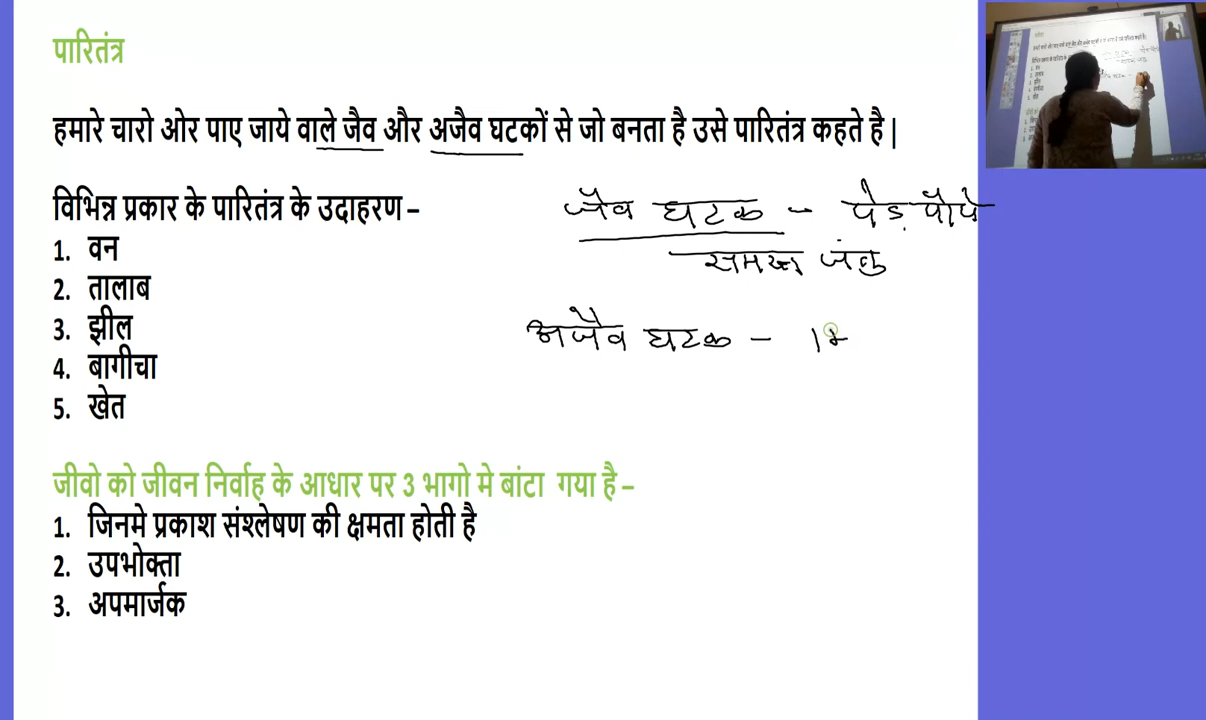 पारितंत्र
हमारे चारो ओर पाए जाये वाले जैव और अजैव घटकों से जो बनता है उसे पारितंत्र कहते है|
विभिन्न प्रकार के पारितंत्र के उदाहरण –
1. वन
2. तालाब
3. झील
4. बागीचा
5. खेत
जैव घटक - पेड़ पौधे
समस्त जंतु
अजैव घटक -
जीवो को जीवन निर्वाह के आधार पर 3 भागो मे बांटा गया है –
1. जिनमे प्रकाश संश्लेषण की क्षमता होती है
2. उपभोक्ता
3. अपमार्जक